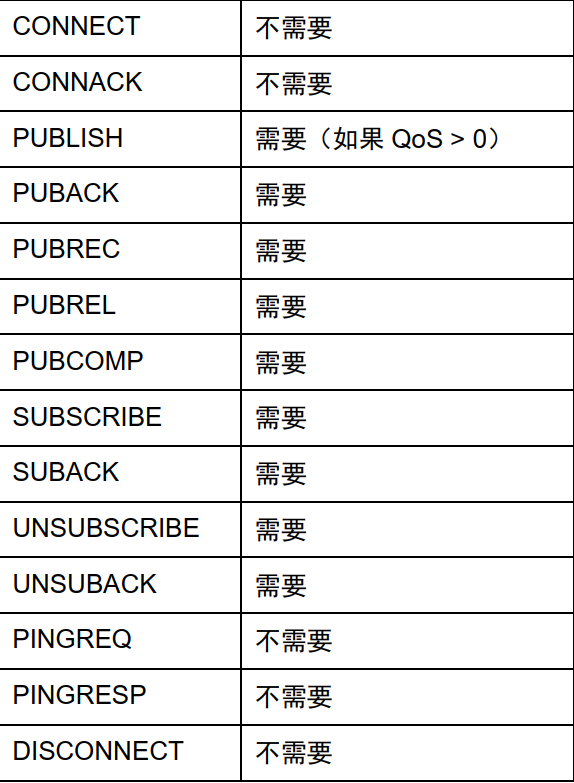 CONNECT 不需要
CONNACK 不需要
PUBLISH 需要（如果 QoS > 0）
PUBACK 需要
PUBREC 需要
PUBREL 需要
PUBCOMP 需要
SUBSCRIBE 需要
SUBACK 需要
UNSUBSCRIBE 需要
UNSUBACK 需要
PINGREQ 不需要
PINGRESP 不需要
DISCONNECT 不需要